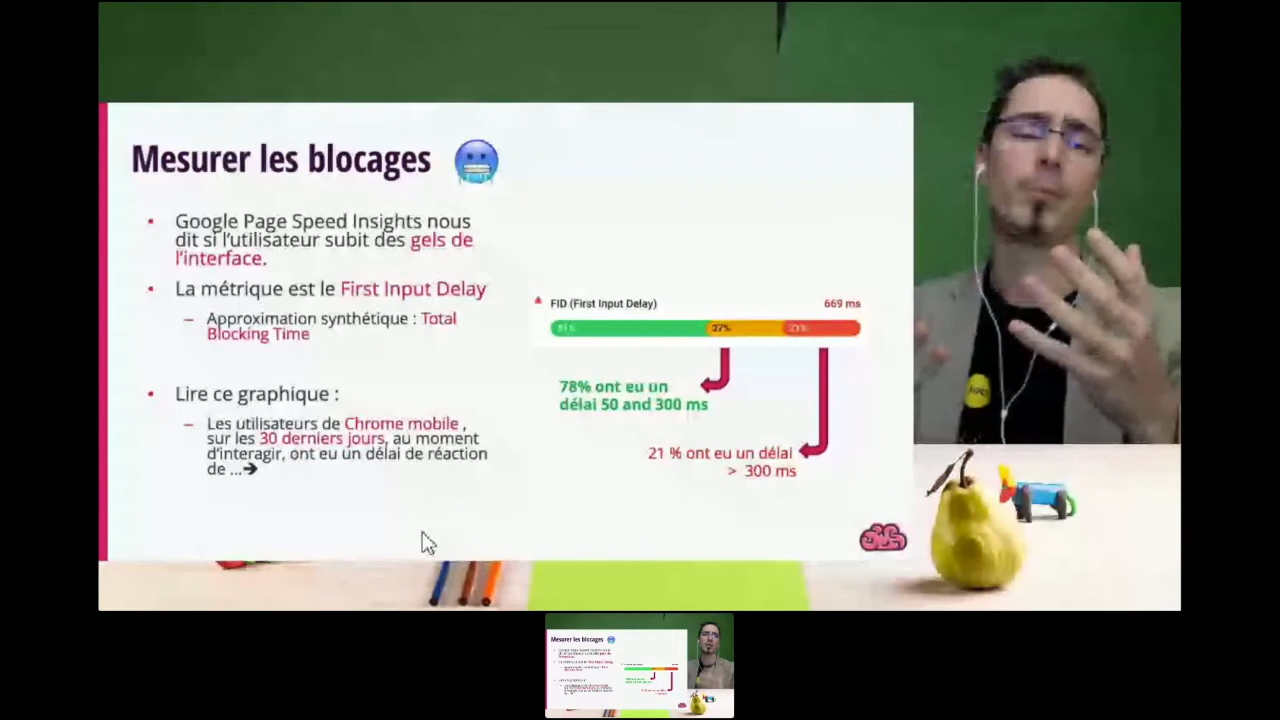 Mesurer les blocages
• Google Page Speed Insights nous
dit si l'utilisateur subit des gels de
l'interface.
• La métrique est le First Input Delay
– Approximation synthétique : Total
Blocking Time
• Lire ce graphique :
– Les utilisateurs de Chrome mobile ,
sur les 30 derniers jours, au moment
d'interagir, ont eu un délai de réaction
de ...➔
FID (First Input Delay) 669 ms
27%
78% ont eu un
délai 50 and 300 ms
21 % ont eu un délai
> 300 ms
Mesurer les blocages